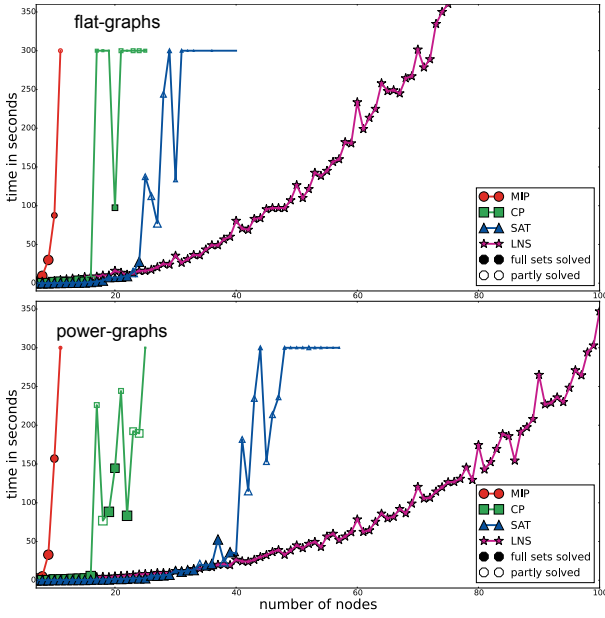 flat-graphs
time in seconds
350
300
250
200
150
100
50
0
20
40
60
80
100
MIP
CP
SAT
LNS
full sets solved
partly solved
power-graphs
time in seconds
350
300
250
200
150
100
50
0
20
40
60
80
100
number of nodes
MIP
CP
SAT
LNS
full sets solved
partly solved